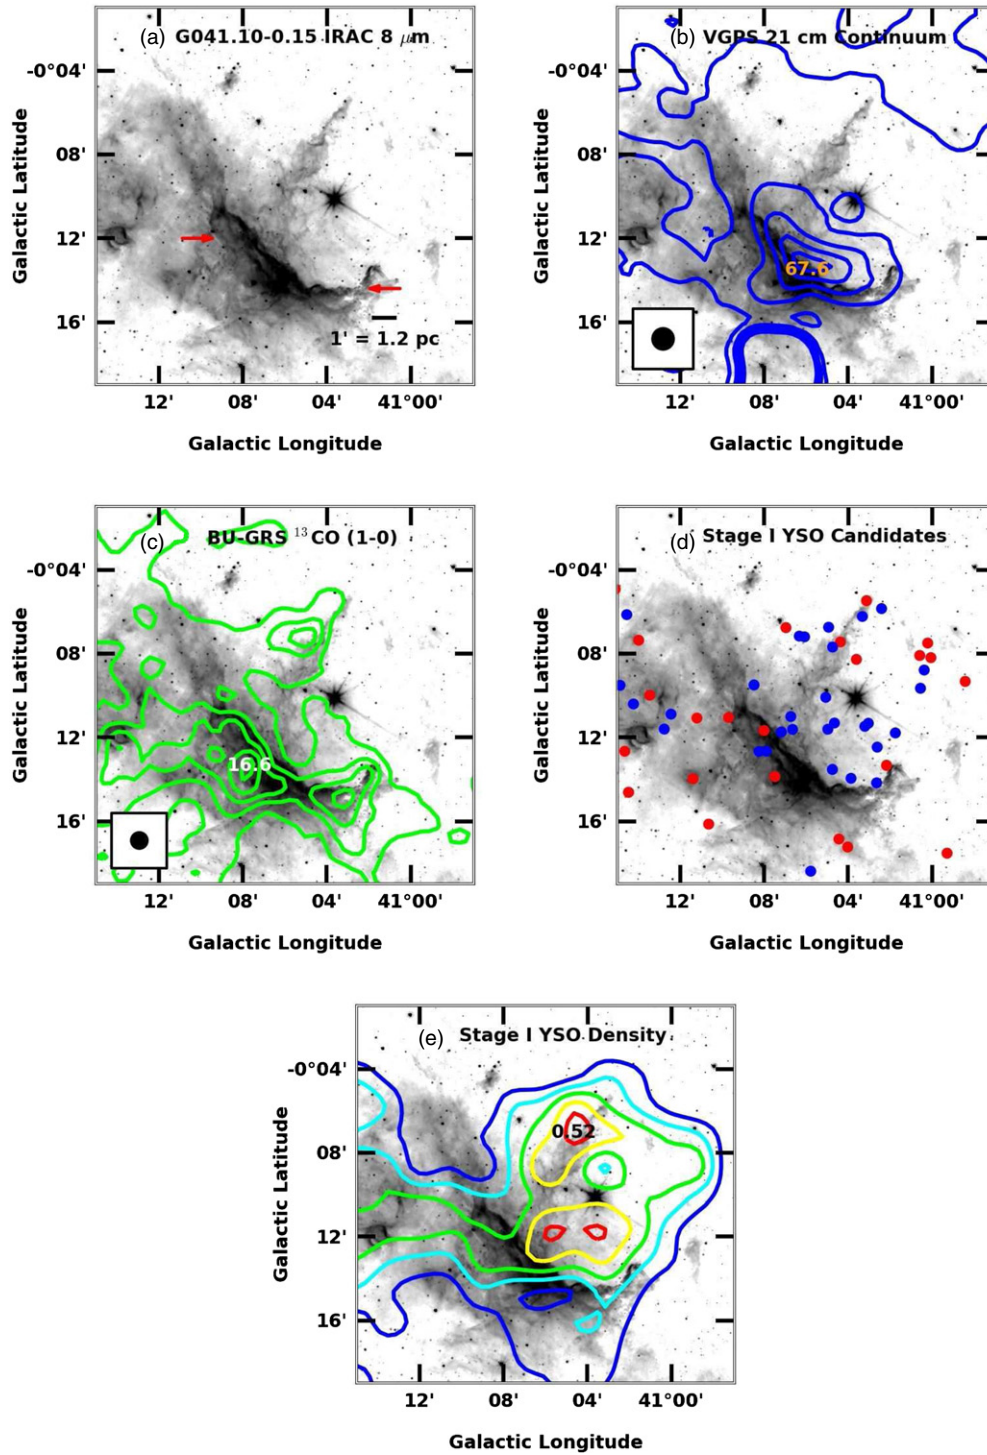 (a) G041.10-0.15 IRAC 8 μm
-0°04'
08'
12'
16'
Galactic Latitude
1' = 1.2 pc
12' 08' 04' 41°00'
Galactic Longitude
(b) VGPS 21 cm Continuum
-0°04'
08'
12'
16'
Galactic Latitude
67.6
12' 08' 04' 41°00'
Galactic Longitude
(c) BU-GRS ¹³CO (1-0)
-0°04'
08'
12'
16'
Galactic Latitude
16.6
12' 08' 04' 41°00'
Galactic Longitude
(d) Stage I YSO Candidates
-0°04'
08'
12'
16'
Galactic Latitude
12' 08' 04' 41°00'
Galactic Longitude
(e) Stage I YSO Density
-0°04'
08'
12'
16'
Galactic Latitude
0.52
12' 08' 04' 41°00'
Galactic Longitude